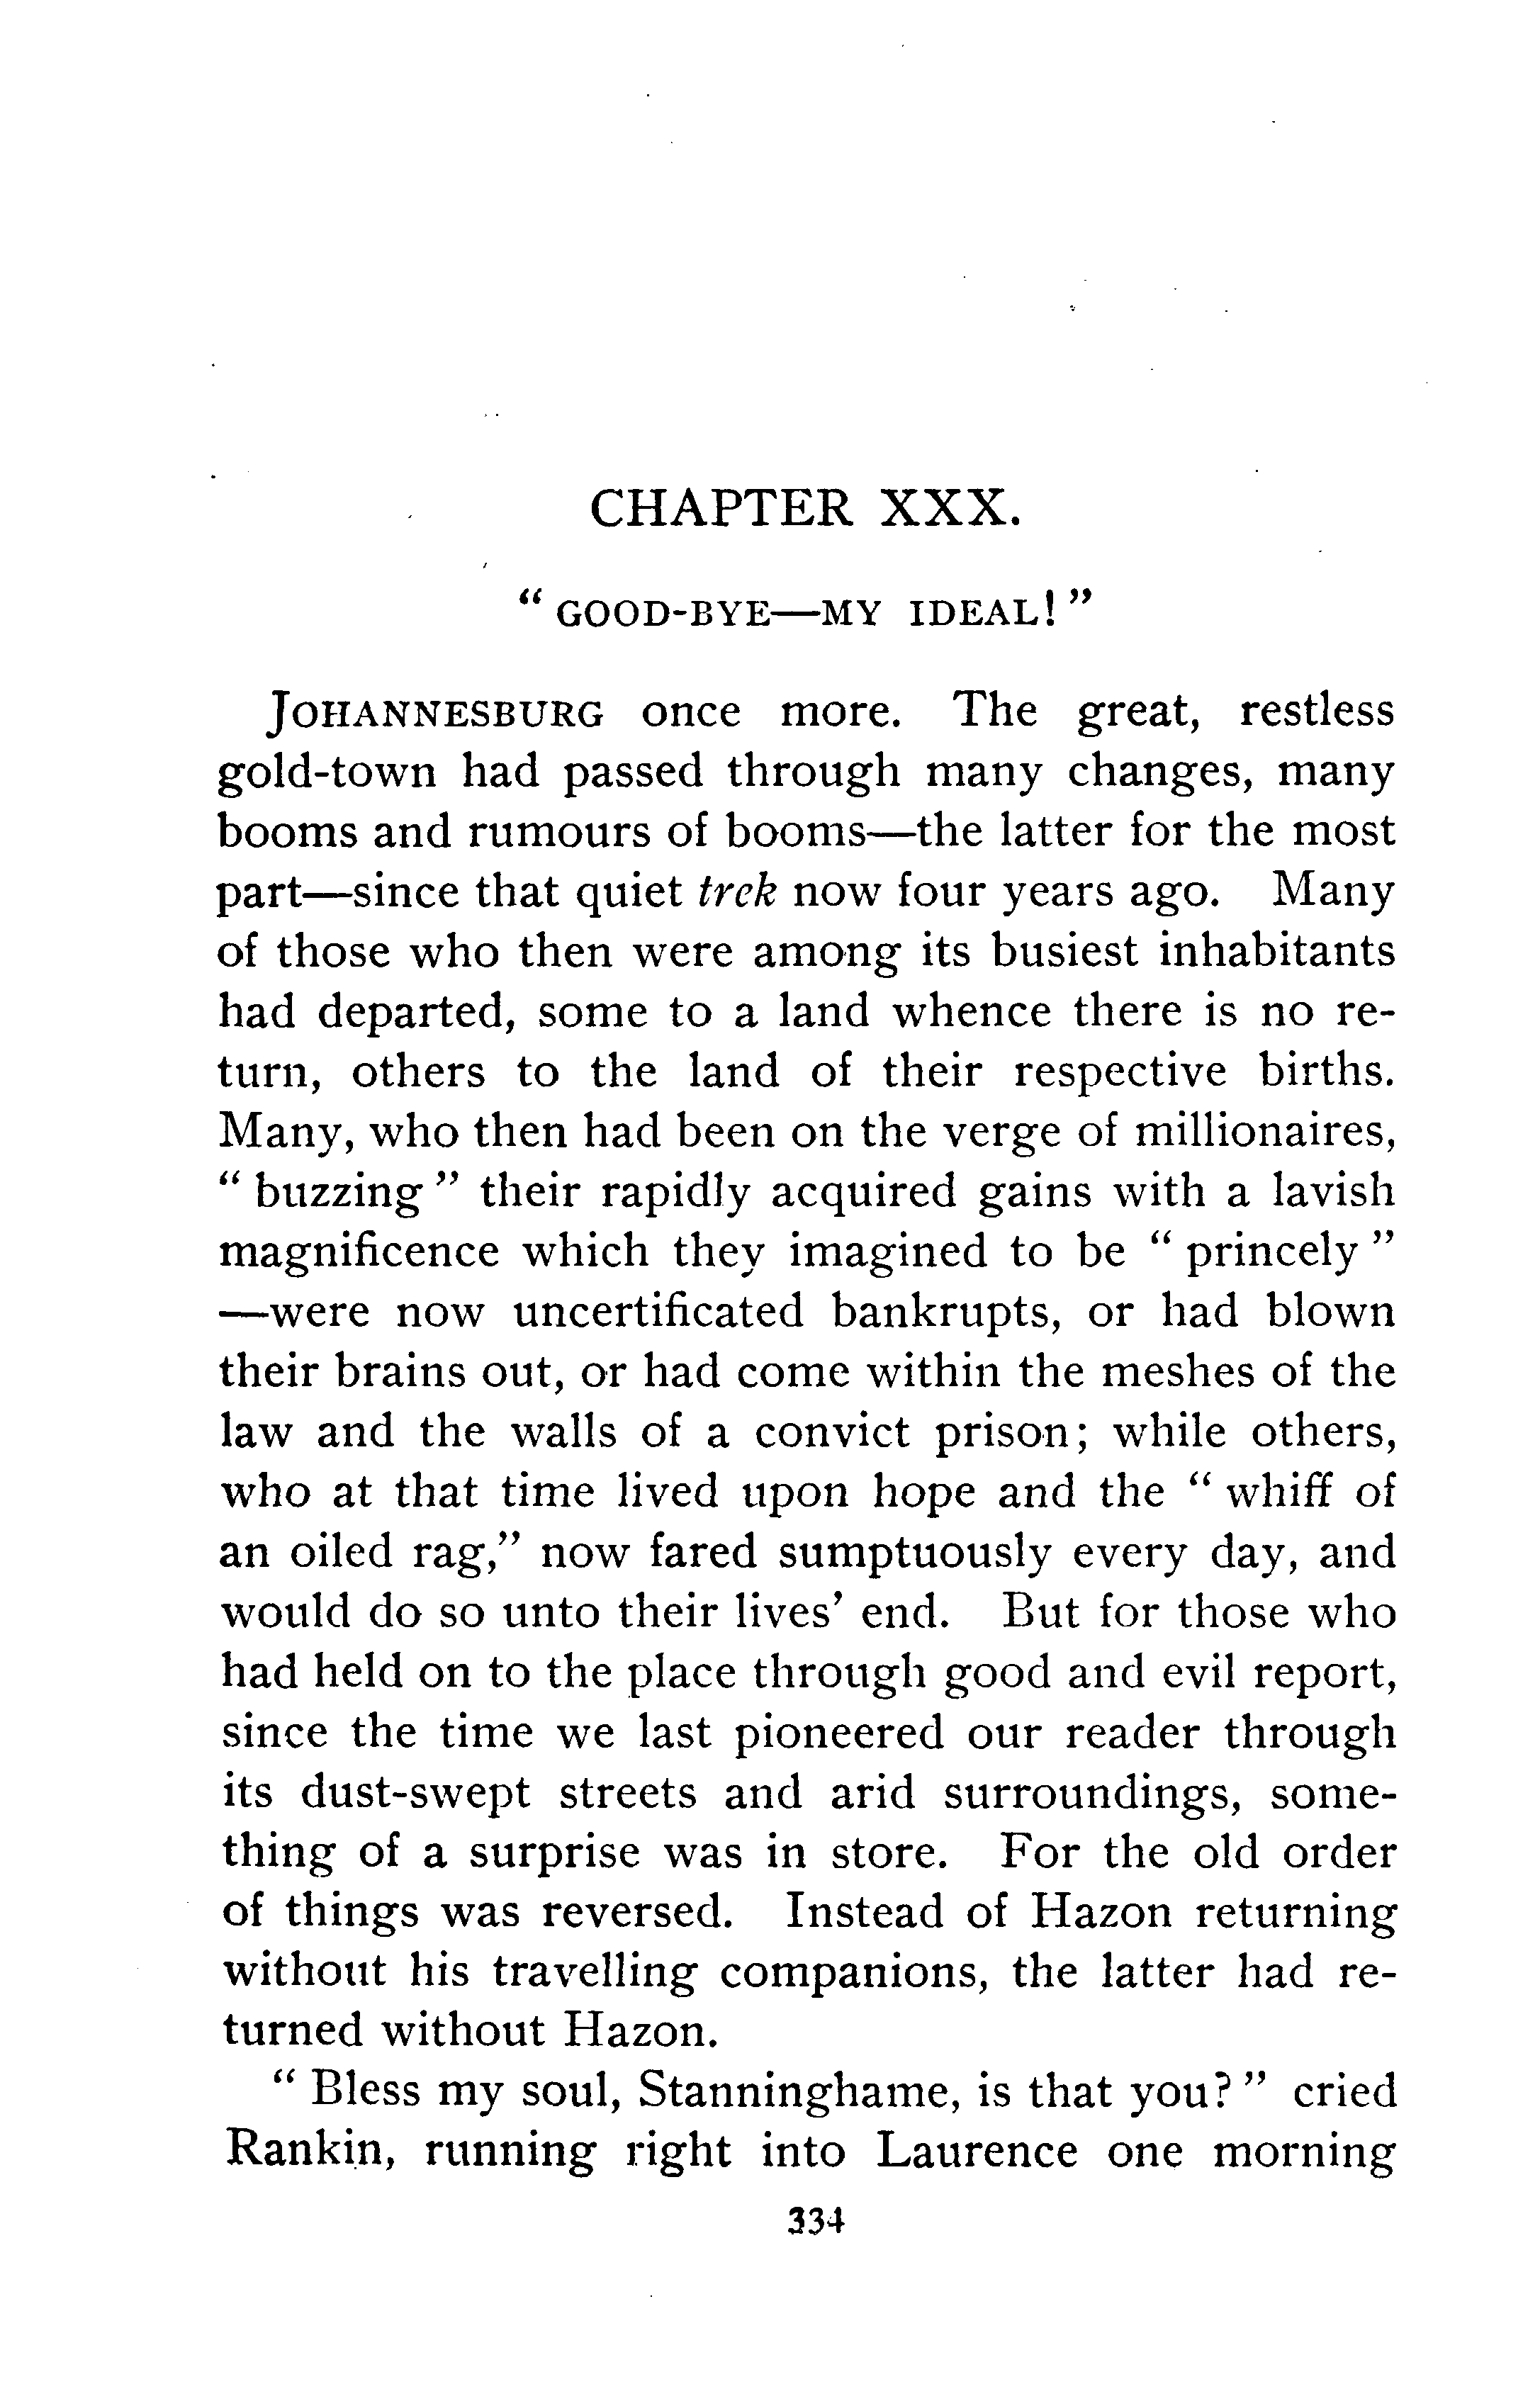 CHAPTER XXX.
“ GOOD-BYE—MY IDEAL! ”
JOHANNESBURG once more. The great, restless
gold-town had passed through many changes, many
booms and rumours of booms—the latter for the most
part—since that quiet trek now four years ago. Many
of those who then were among its busiest inhabitants
had departed, some to a land whence there is no re-
turn, others to the land of their respective births.
Many, who then had been on the verge of millionaires,
“ buzzing ” their rapidly acquired gains with a lavish
magnificence which they imagined to be “ princely ”
—were now uncertificated bankrupts, or had blown
their brains out, or had come within the meshes of the
law and the walls of a convict prison; while others,
who at that time lived upon hope and the “ whiff of
an oiled rag,” now fared sumptuously every day, and
would do so unto their lives’ end. But for those who
had held on to the place through good and evil report,
since the time we last pioneered our reader through
its dust-swept streets and arid surroundings, some-
thing of a surprise was in store. For the old order
of things was reversed. Instead of Hazon returning
without his travelling companions, the latter had re-
turned without Hazon.
“ Bless my soul, Stanninghame, is that you? ” cried
Rankin, running right into Laurence one morning
334